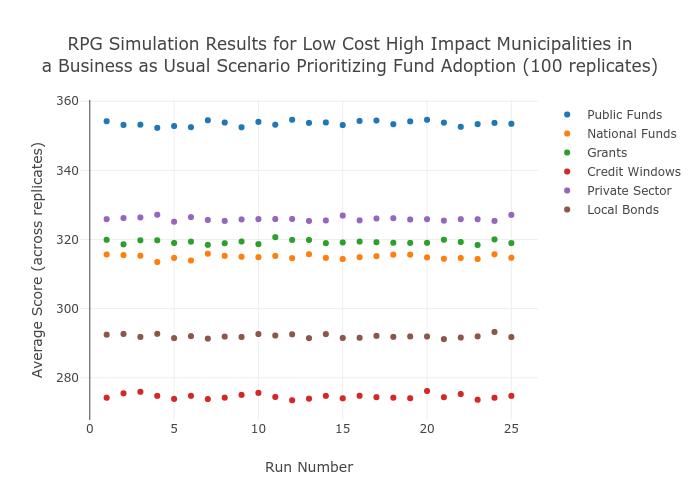 RPG Simulation Results for Low Cost High Impact Municipalities in
a Business as Usual Scenario Prioritizing Fund Adoption (100 replicates)
Average Score (across replicates)
360
340
320
300
280
0
5
10
15
20
25
Run Number
Public Funds
National Funds
Grants
Credit Windows
Private Sector
Local Bonds